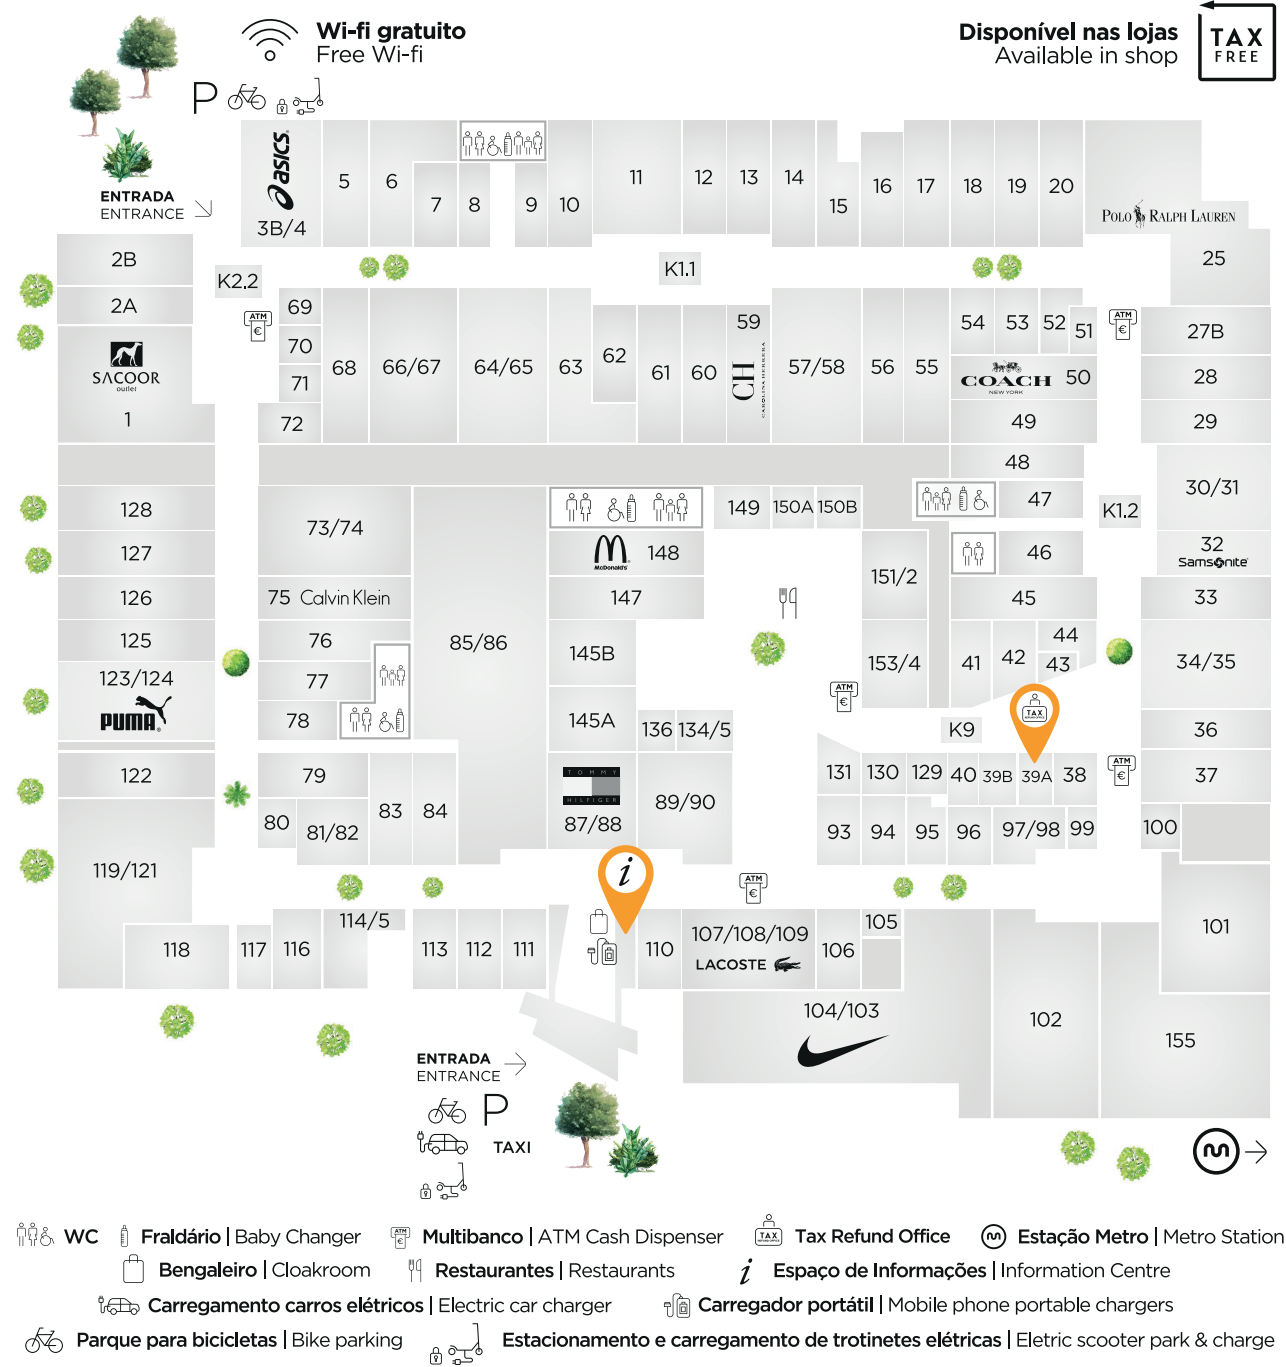 Wi-fi gratuito
Free Wi-fi
Disponível nas lojas
Available in shop
TAX
FREE
P
ENTRADA
ENTRANCE
asics
3B/4
5
6
7
8
9
10
11
12
13
14
15
16
17
18
19
20
POLO RALPH LAUREN
25
2B
2A
K2.2
K1.1
SACOOR
outlet
1
ATM
€
69
70
71
72
68
66/67
64/65
63
62
61
60
59
CH
CAROLINA HERRERA
57/58
56
55
54
53
52
51
COACH
NEW YORK
50
49
48
47
ATM
€
27B
28
29
30/31
K1.2
32
Samsonite
33
34/35
36
37
128
127
126
125
123/124
PUMA
122
119/121
73/74
75 Calvin Klein
76
77
78
79
80
81/82
83
84
85/86
149
150A
150B
148
McDonald's
147
145B
145A
136
134/5
TOMMY
HILFIGER
87/88
89/90
151/2
153/4
ATM
€
46
45
44
43
42
41
K9
TAX
REFUND OFFICE
131
130
129
40
39B
39A
38
ATM
€
93
94
95
96
97/98
99
100
101
118
117
116
114/5
113
112
111
i
110
ATM
€
107/108/109
LACOSTE
106
105
104/103
102
155
ENTRADA
ENTRANCE
P
TAXI
WC
Fraldário | Baby Changer
ATM
€
Multibanco | ATM Cash Dispenser
TAX
REFUND OFFICE
Tax Refund Office
Estação Metro | Metro Station
Bengaleiro | Cloakroom
Restaurantes | Restaurants
i Espaço de Informações | Information Centre
Carregamento carros elétricos | Electric car charger
Carregador portátil | Mobile phone portable chargers
Parque para bicicletas | Bike parking
Estacionamento e carregamento de trotinetes elétricas | Eletric scooter park & charge